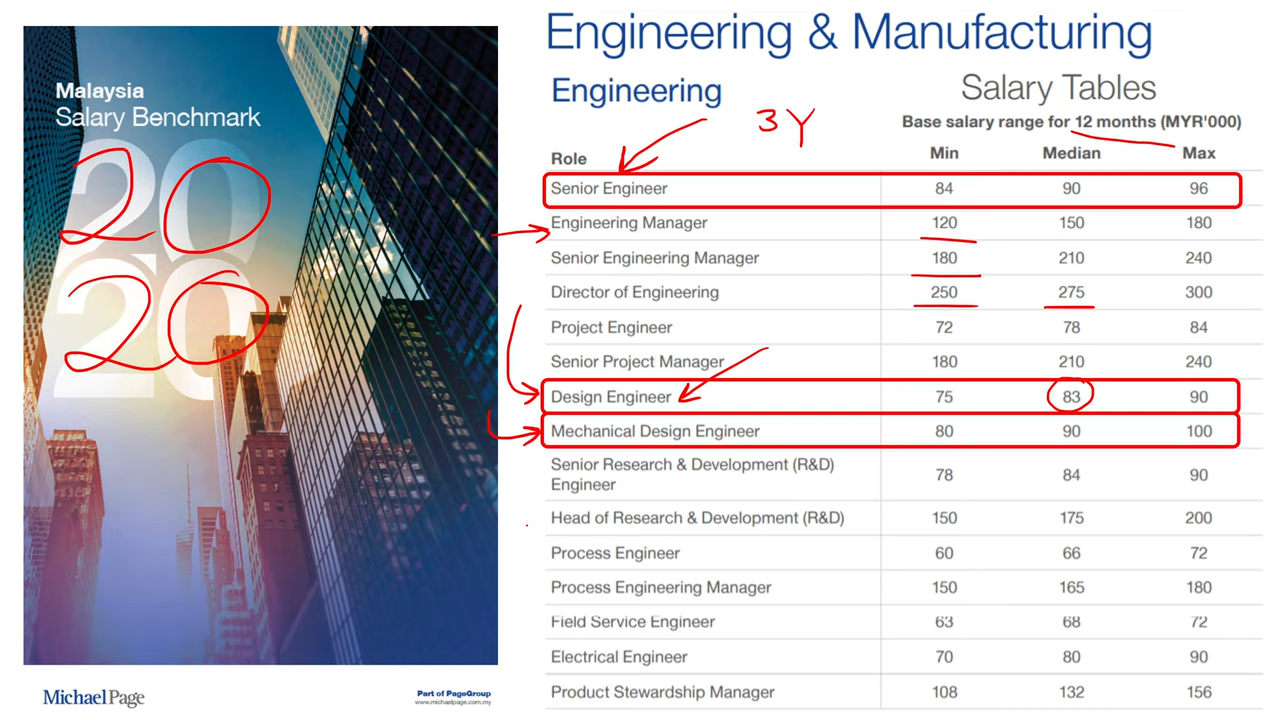 Malaysia
Salary Benchmark
20
20
20
20
MichaelPage
Part of PageGroup
www.michaelpage.com.my
Engineering & Manufacturing
Engineering
Salary Tables
3Y
Base salary range for 12 months (MYR'000)
Role Min Median Max
Senior Engineer 84 90 96
Engineering Manager 120 150 180
Senior Engineering Manager 180 210 240
Director of Engineering 250 275 300
Project Engineer 72 78 84
Senior Project Manager 180 210 240
Design Engineer 75 83 90
Mechanical Design Engineer 80 90 100
Senior Research & Development (R&D)
Engineer 78 84 90
Head of Research & Development (R&D) 150 175 200
Process Engineer 60 66 72
Process Engineering Manager 150 165 180
Field Service Engineer 63 68 72
Electrical Engineer 70 80 90
Product Stewardship Manager 108 132 156